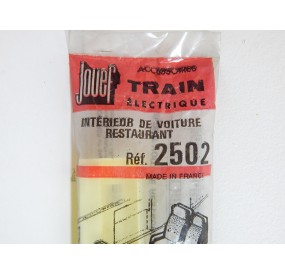 Jouef
ACCESSOIRES
TRAIN
ÉLECTRIQUE
INTÉRIEUR DE VOITURE
RESTAURANT
Réf. 2502
MADE IN FRANCE